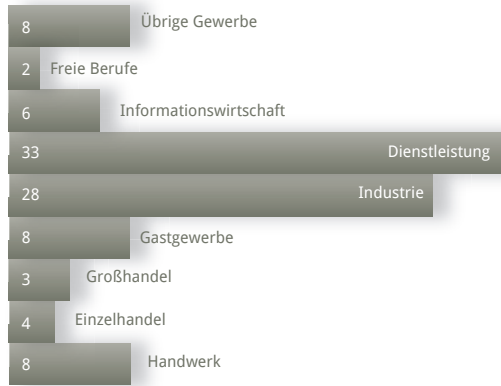 8 Übrige Gewerbe
2 Freie Berufe
6 Informationswirtschaft
33 Dienstleistung
28 Industrie
8 Gastgewerbe
3 Großhandel
4 Einzelhandel
8 Handwerk